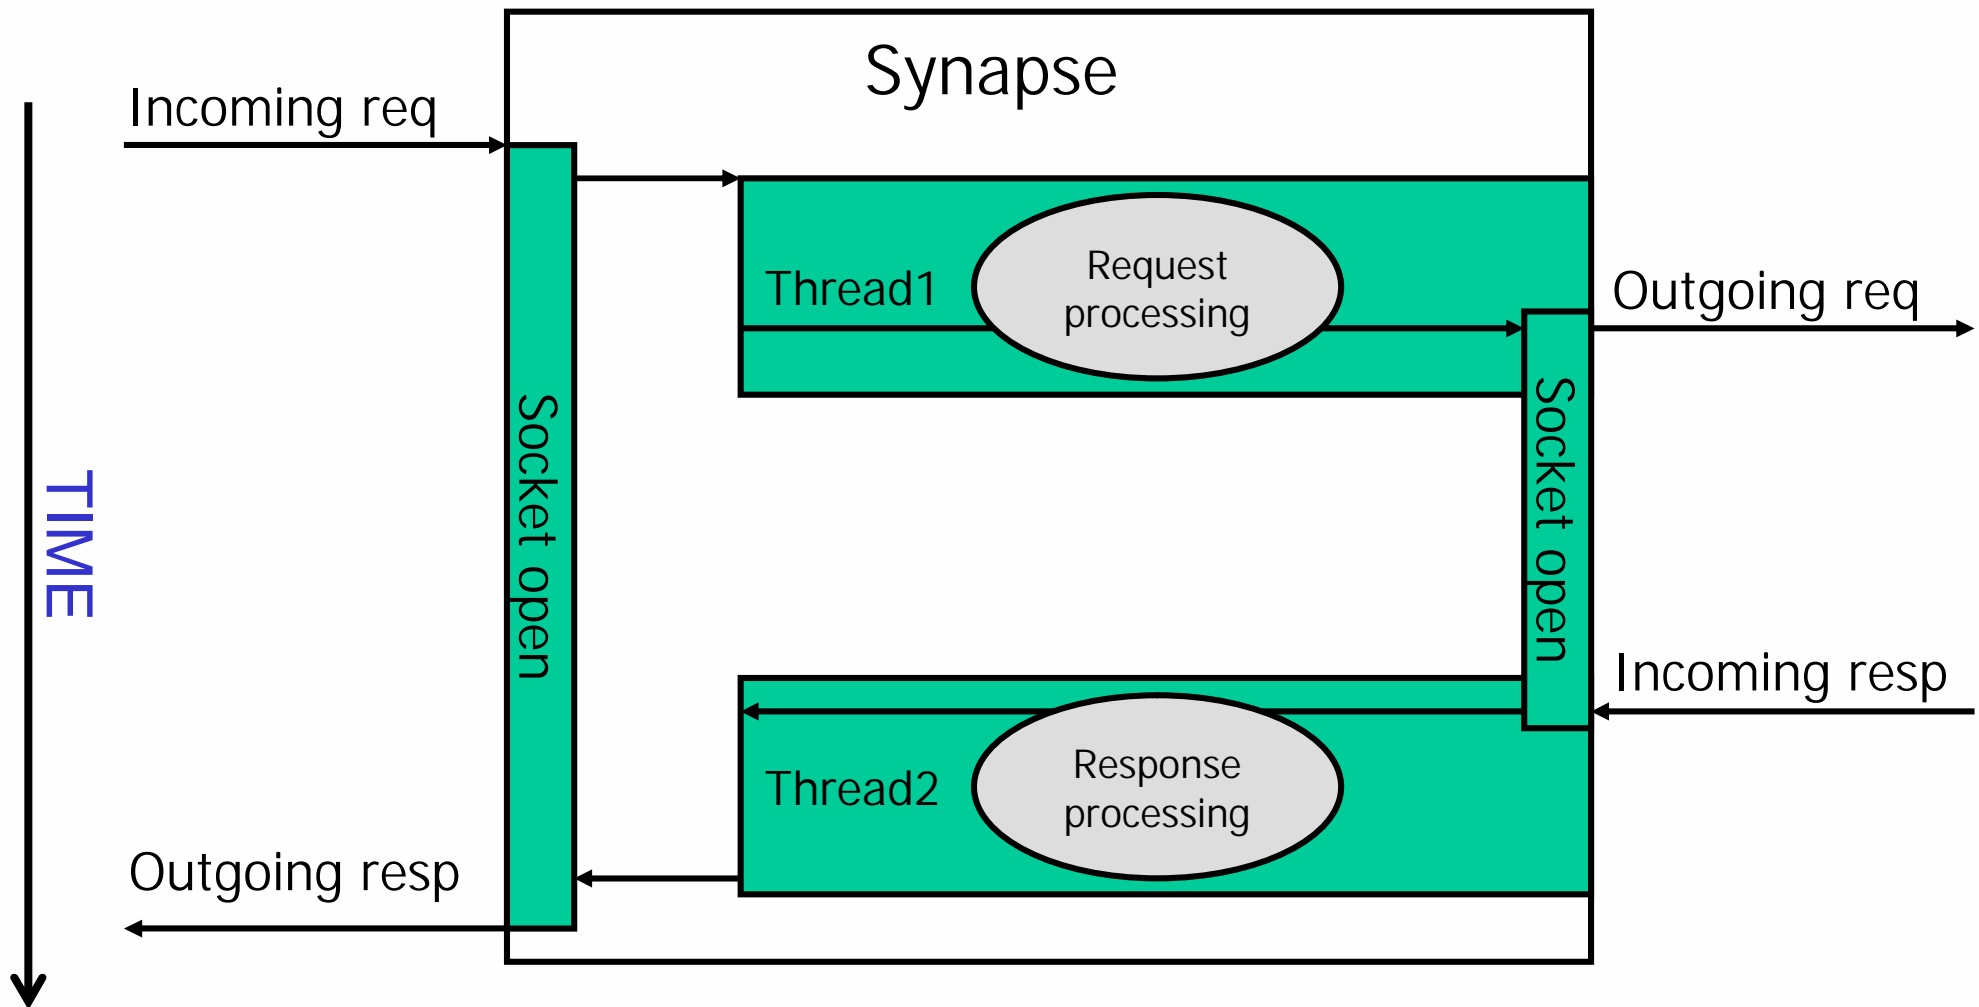 Synapse
Incoming req
Thread1
Request
processing
Outgoing req
Socket open
Socket open
TIME
Incoming resp
Thread2
Response
processing
Outgoing resp